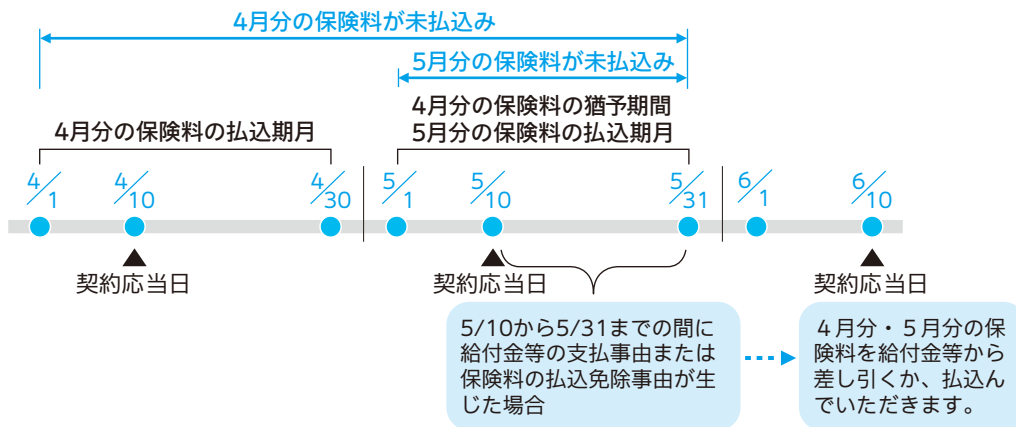 4月分の保険料が未払込み
5月分の保険料が未払込み
4月分の保険料の猶予期間
4月分の保険料の払込期月
5月分の保険料の払込期月
4/1
4/10
4/30
5/1
5/10
5/31
6/1
6/10
契約応当日
契約応当日
契約応当日
5/10から5/31までの間に
給付金等の支払事由または
保険料の払込免除事由が生
じた場合
4月分・5月分の保
険料を給付金等から
差し引くか、払込ん
でいただきます。